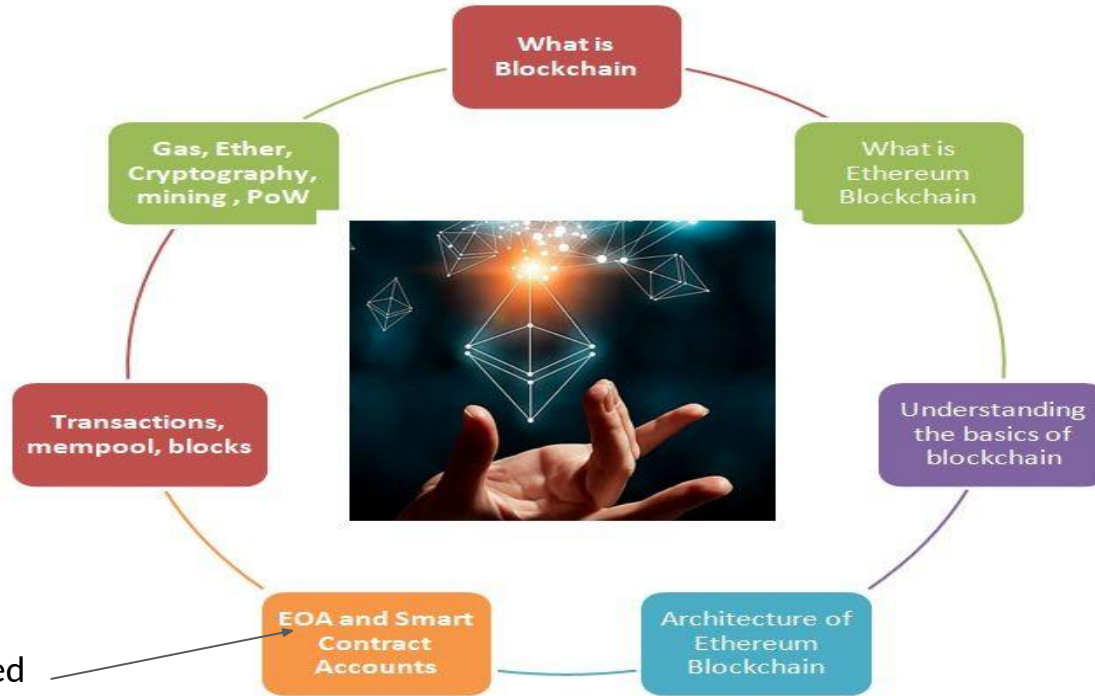 What is
Blockchain
What is
Ethereum
Blockchain
Understanding
the basics of
blockchain
Architecture of
Ethereum
Blockchain
EOA and Smart
Contract
Accounts
Transactions,
mempool, blocks
Gas, Ether,
Cryptography,
mining , PoW